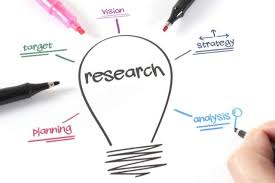 vision
target
strategy
research
planning
analysis